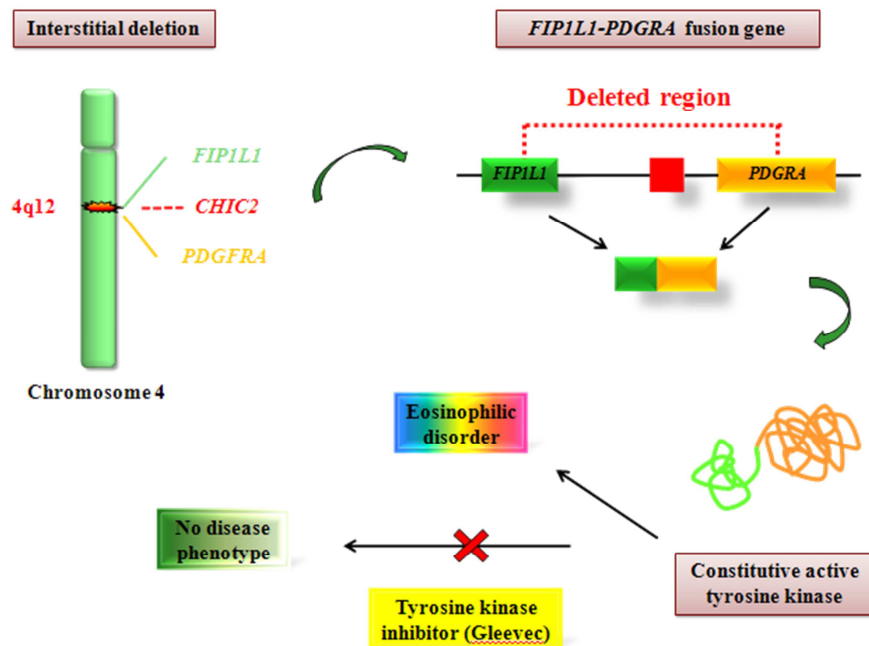 Interstitial deletion
FIP1L1-PDGRA fusion gene
Deleted region
FIP1L1
4q12
CHIC2
PDGFRA
FIP1L1
PDGRA
Chromosome 4
Eosinophilic
disorder
No disease
phenotype
Tyrosine kinase
inhibitor (Gleevec)
Constitutive active
tyrosine kinase